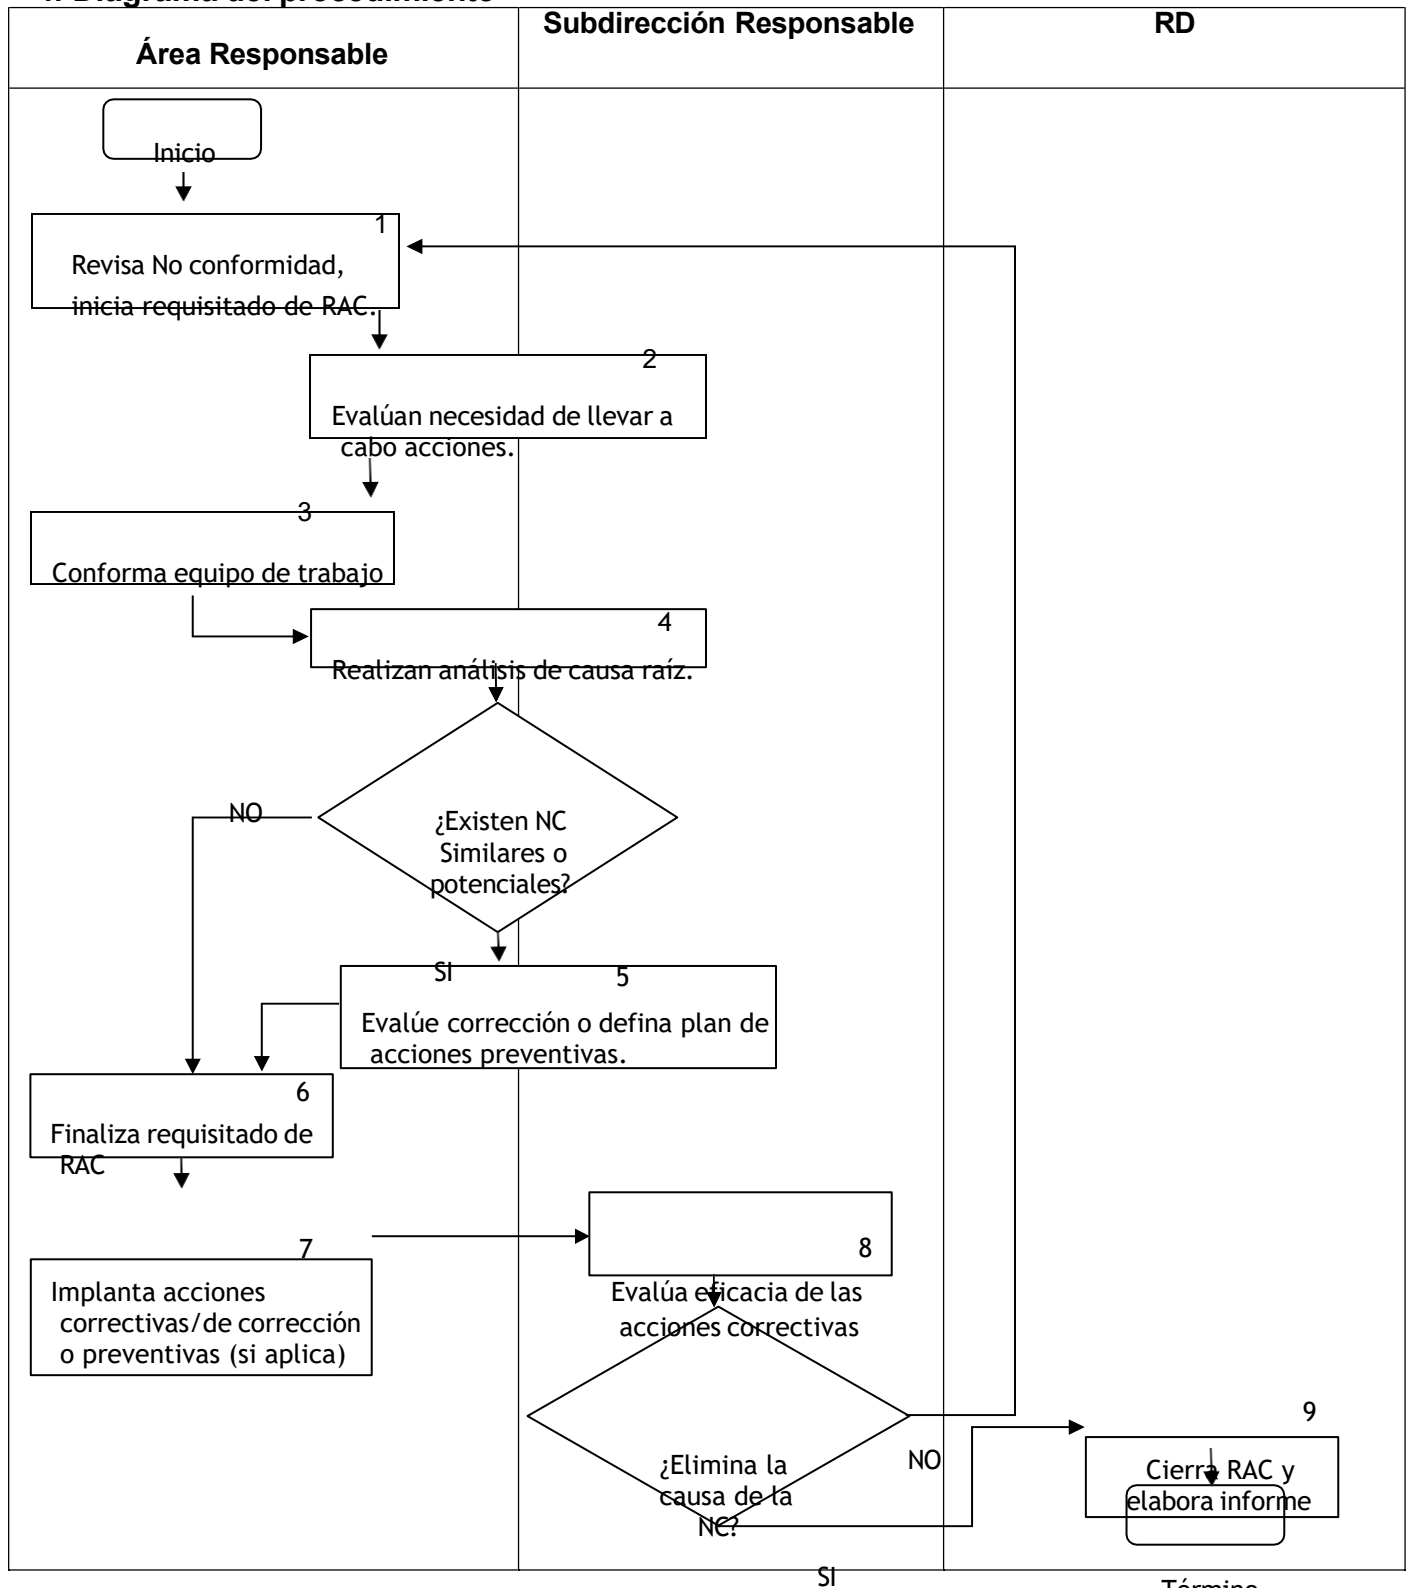 Diagrama del procedimiento
Subdirección Responsable
RD
Área Responsable
Inicio
1
Revisa No conformidad,
inicia requisitado de RAC.
2
Evalúan necesidad de llevar a
cabo acciones.
3
Conforma equipo de trabajo
4
Realizan análisis de causa raíz.
NO
¿Existen NC
Similares o
potenciales?
SI
5
Evalúe corrección o defina plan de
acciones preventivas.
6
Finaliza requisitado de
RAC
7
Implanta acciones
correctivas/de corrección
o preventivas (si aplica)
8
Evalúa eficacia de las
acciones correctivas
¿Elimina la
causa de la
NC?
NO
SI
9
Cierra RAC y
elabora informe
Término